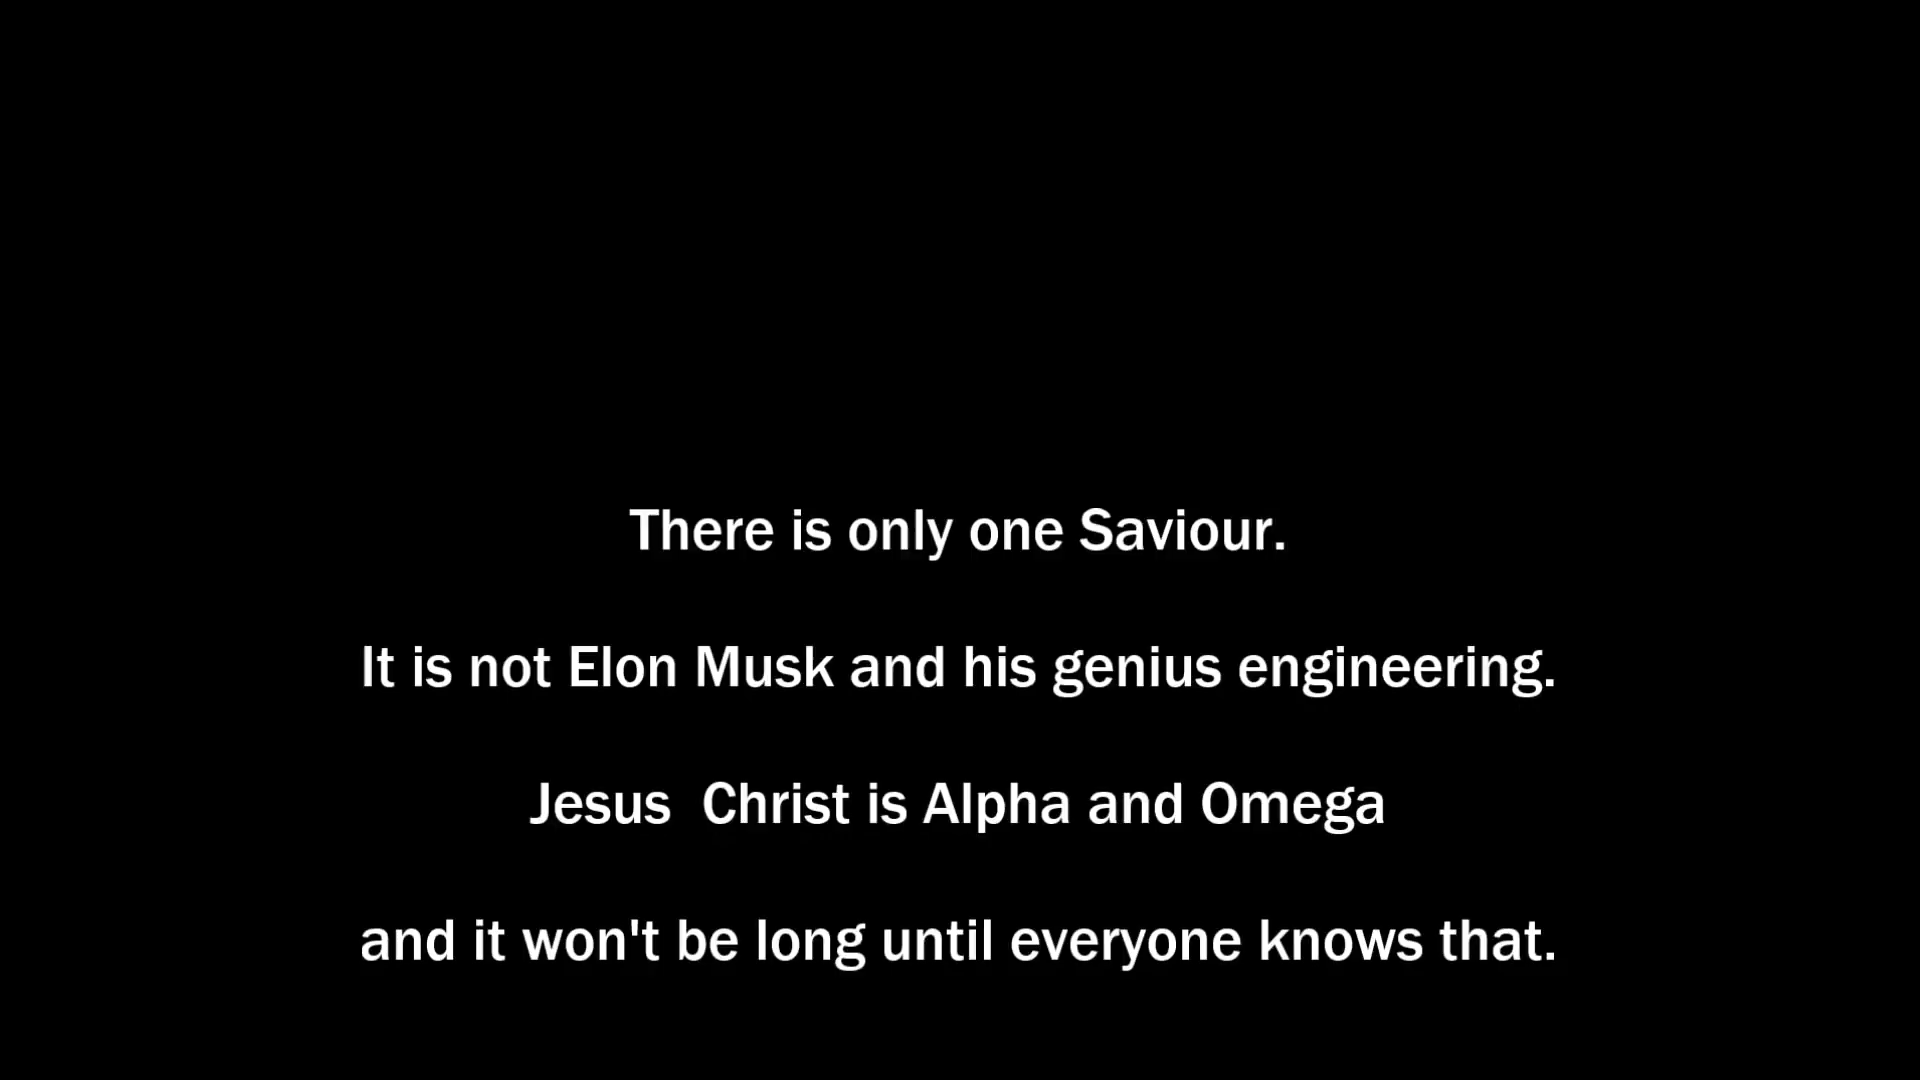 There is only one Saviour.
It is not Elon Musk and his genius engineering.
Jesus  Christ is Alpha and Omega
and it won't be long until everyone knows that.